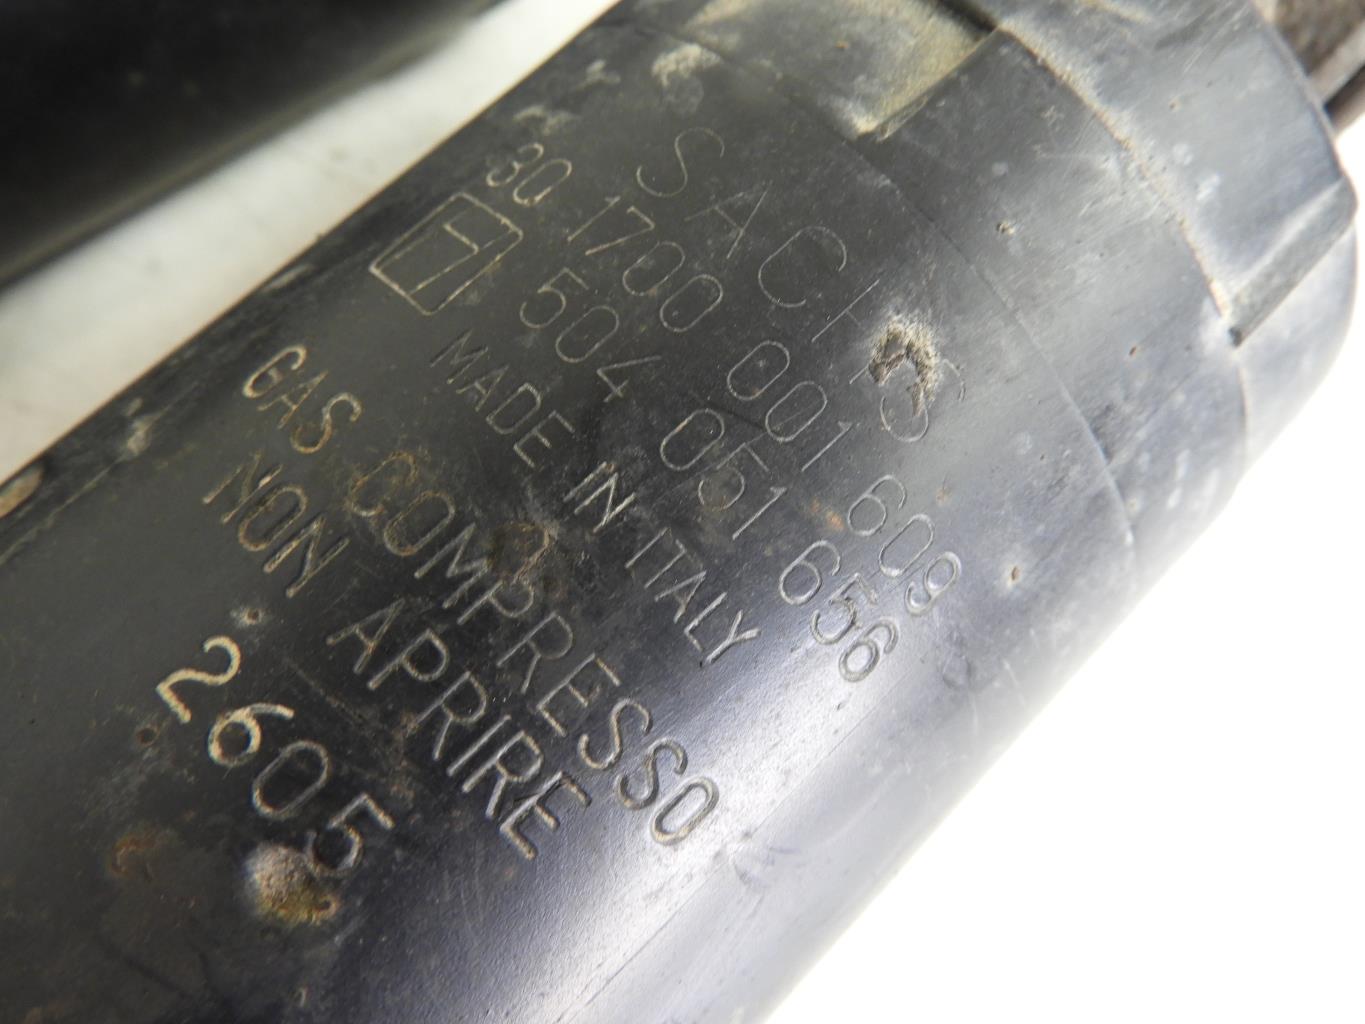 SACHS
30 1700 001 609
504 051 656
MADE IN ITALY
GAS COMPRESSO
NON APRIRE
2605